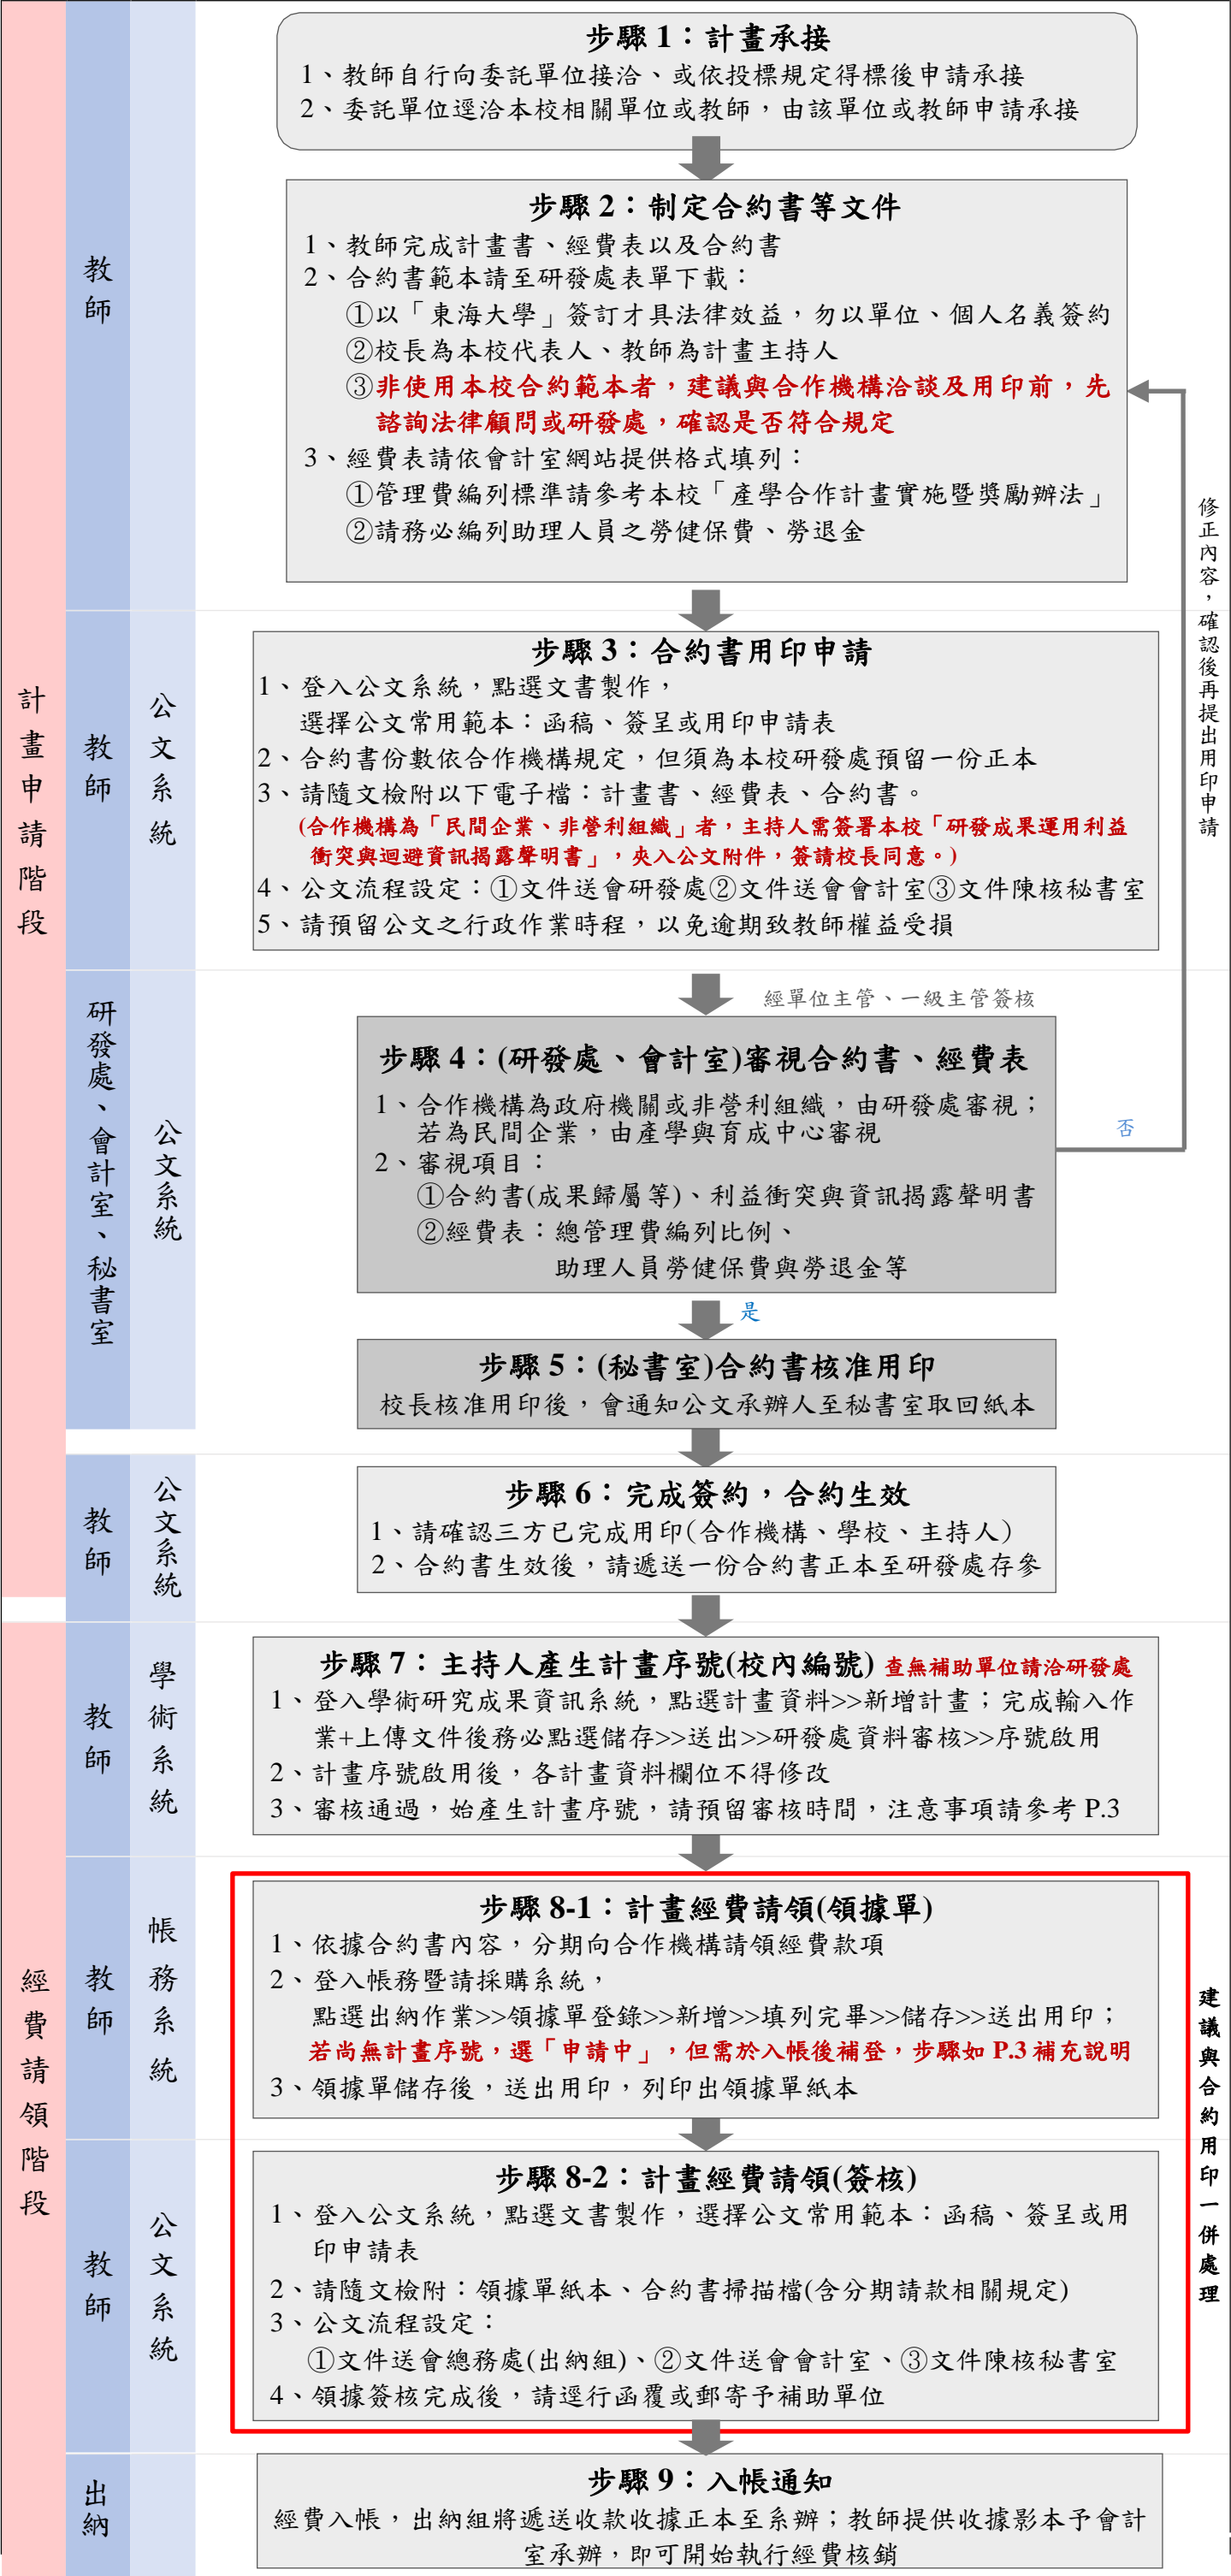 計畫申請階段
教師
步驟 1：計畫承接
1、教師自行向委託單位接洽、或依投標規定得標後申請承接
2、委託單位逕洽本校相關單位或教師，由該單位或教師申請承接
步驟 2：制定合約書等文件
1、教師完成計畫書、經費表以及合約書
2、合約書範本請至研發處表單下載：
①以「東海大學」簽訂才具法律效益，勿以單位、個人名義簽約
②校長為本校代表人、教師為計畫主持人
③非使用本校合約範本者，建議與合作機構洽談及用印前，先
諮詢法律顧問或研發處，確認是否符合規定
3、經費表請依會計室網站提供格式填列：
①管理費編列標準請參考本校「產學合作計畫實施暨獎勵辦法」
②請務必編列助理人員之勞健保費、勞退金
修正內容，確認後再提出用印申請
教師
公文系統
步驟 3：合約書用印申請
1、登入公文系統，點選文書製作，
選擇公文常用範本：函稿、簽呈或用印申請表
2、合約書份數依合作機構規定，但須為本校研發處預留一份正本
3、請隨文檢附以下電子檔：計畫書、經費表、合約書。
(合作機構為「民間企業、非營利組織」者，主持人需簽署本校「研發成果運用利益
衝突與迴避資訊揭露聲明書」，夾入公文附件，簽請校長同意。)
4、公文流程設定：①文件送會研發處②文件送會會計室③文件陳核秘書室
5、請預留公文之行政作業時程，以免逾期致教師權益受損
研發處、會計室、秘書室
公文系統
經單位主管、一級主管簽核
步驟 4：(研發處、會計室)審視合約書、經費表
1、合作機構為政府機關或非營利組織，由研發處審視；
若為民間企業，由產學與育成中心審視
2、審視項目：
①合約書(成果歸屬等)、利益衝突與資訊揭露聲明書
②經費表：總管理費編列比例、
助理人員勞健保費與勞退金等
否
是
步驟 5：(秘書室)合約書核准用印
校長核准用印後，會通知公文承辦人至秘書室取回紙本
教師
公文系統
步驟 6：完成簽約，合約生效
1、請確認三方已完成用印(合作機構、學校、主持人)
2、合約書生效後，請遞送一份合約書正本至研發處存參
經費請領階段
教師
學術系統
步驟 7：主持人產生計畫序號(校內編號) 查無補助單位請洽研發處
1、登入學術研究成果資訊系統，點選計畫資料>>新增計畫；完成輸入作
業+上傳文件後務必點選儲存>>送出>>研發處資料審核>>序號啟用
2、計畫序號啟用後，各計畫資料欄位不得修改
3、審核通過，始產生計畫序號，請預留審核時間，注意事項請參考 P.3
教師
帳務系統
步驟 8-1：計畫經費請領(領據單)
1、依據合約書內容，分期向合作機構請領經費款項
2、登入帳務暨請採購系統，
點選出納作業>>領據單登錄>>新增>>填列完畢>>儲存>>送出用印；
若尚無計畫序號，選「申請中」，但需於入帳後補登，步驟如 P.3 補充說明
3、領據單儲存後，送出用印，列印出領據單紙本
建議與合約用印一併處理
教師
公文系統
步驟 8-2：計畫經費請領(簽核)
1、登入公文系統，點選文書製作，選擇公文常用範本：函稿、簽呈或用
印申請表
2、請隨文檢附：領據單紙本、合約書掃描檔(含分期請款相關規定)
3、公文流程設定：
①文件送會總務處(出納組)、②文件送會會計室、③文件陳核秘書室
4、領據簽核完成後，請逕行函覆或郵寄予補助單位
出納
步驟 9：入帳通知
經費入帳，出納組將遞送收款收據正本至系辦；教師提供收據影本予會計
室承辦，即可開始執行經費核銷